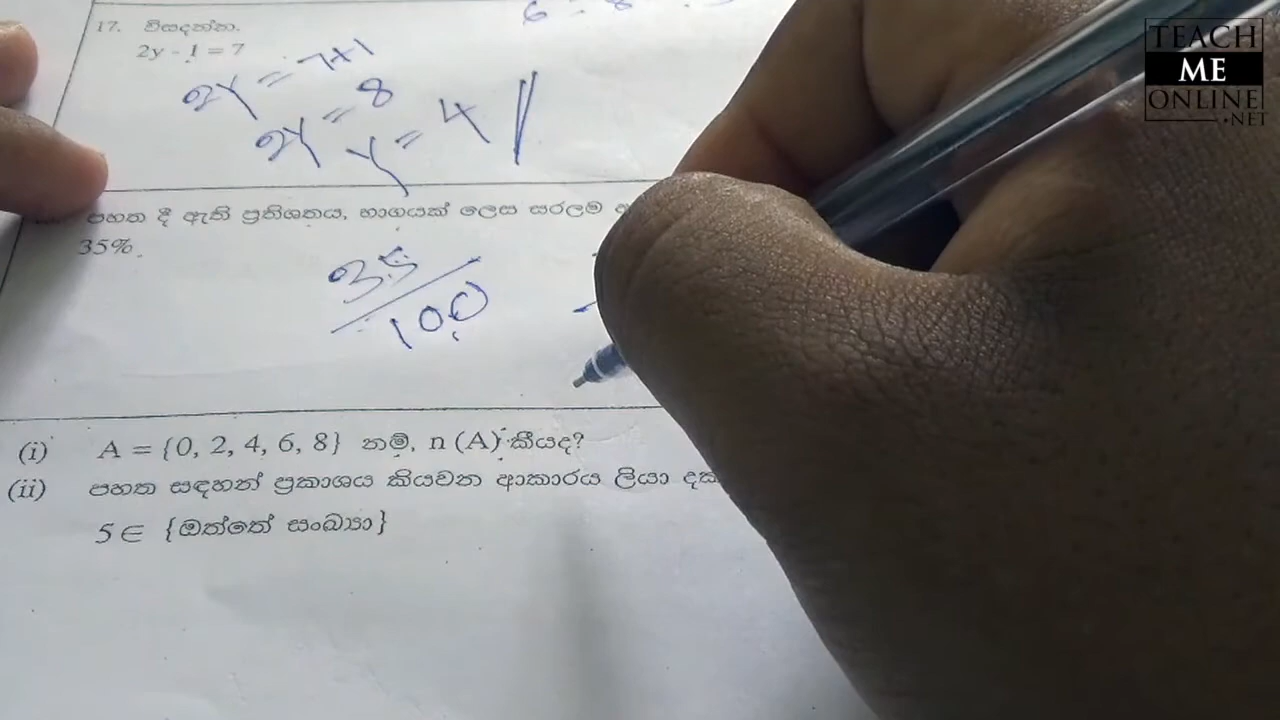 6 = 8
17. විසඳන්න.
2y - 1 = 7
2y = 7+1
2y = 8
y = 4
පහත දී ඇති ප්‍රතිශතය, භාගයක් ලෙස සරලම
35%
35/100
(i) A = {0, 2, 4, 6, 8} නම්, n (A) කීයද?
(ii) පහත සඳහන් ප්‍රකාශය කියවන ආකාරය ලියා
5 ∈ {ඔත්තේ සංඛ්‍යා}
TEACH
ME
ONLINE
.NET